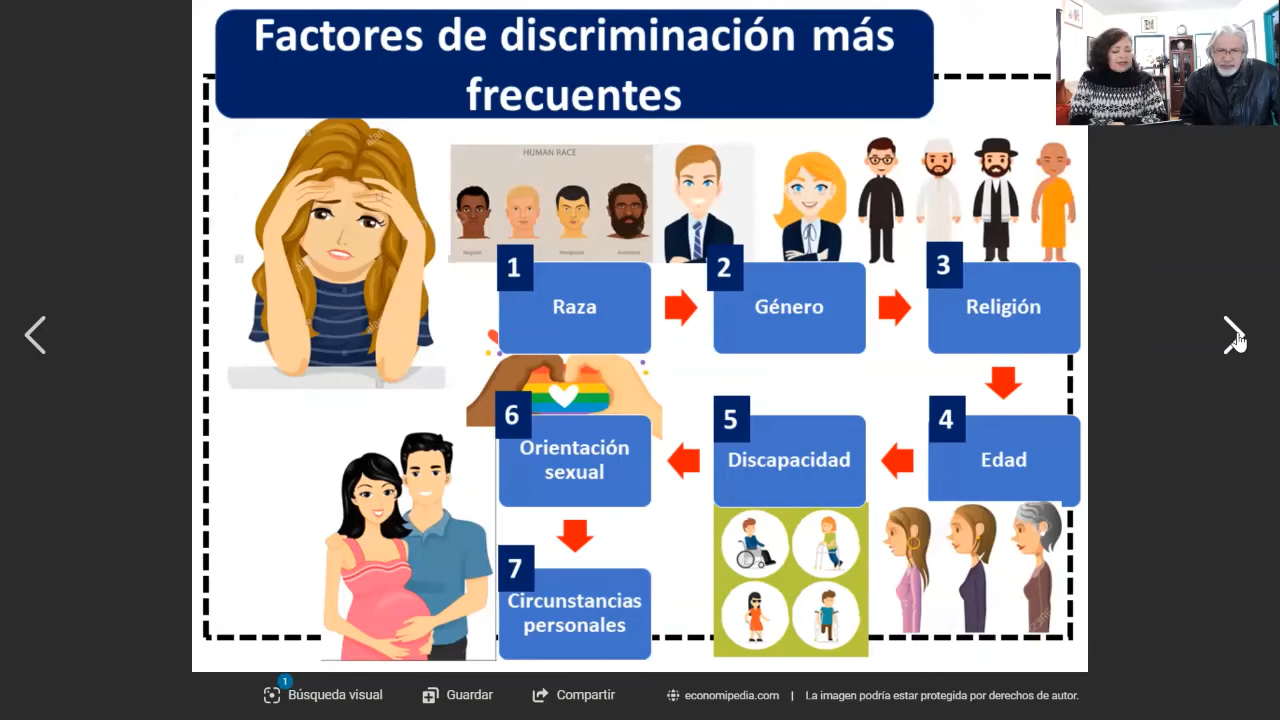 Factores de discriminación más
frecuentes
HUMAN RACE
1
Raza
2
Género
3
Religión
4
Edad
5
Discapacidad
6
Orientación
sexual
7
Circunstancias
personales
1
Búsqueda visual
Guardar
Compartir
economipedia.com
|
La imagen podría estar protegida por derechos de autor.